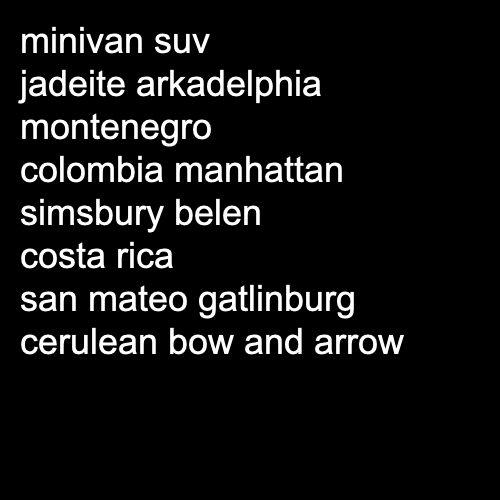 minivan suv
jadeite arkadelphia
montenegro
colombia manhattan
simsbury belen
costa rica
san mateo gatlinburg
cerulean bow and arrow